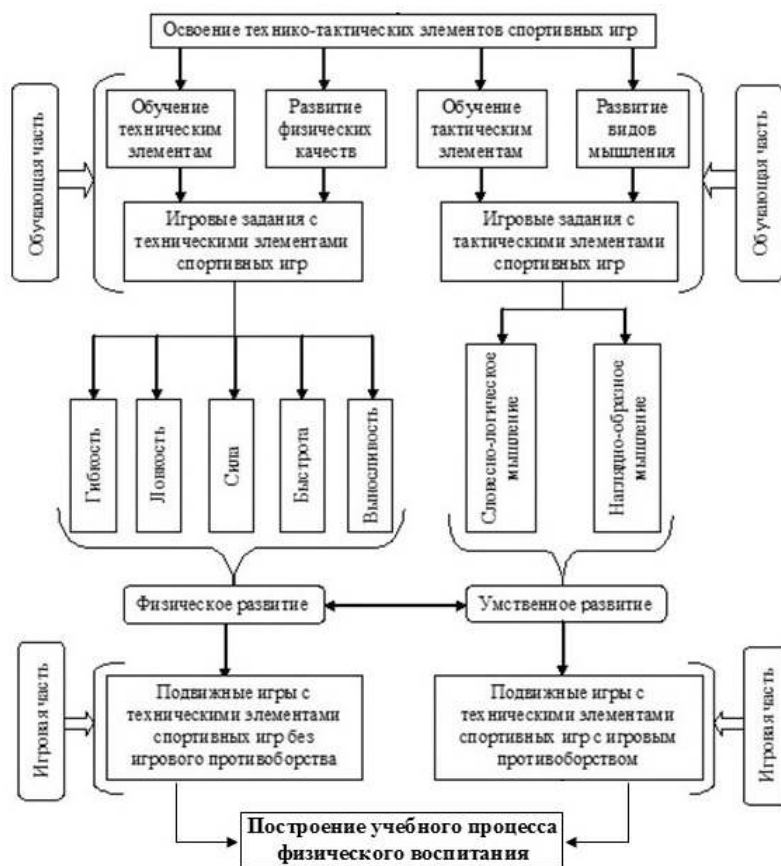 Освоение технико-тактических элементов спортивных игр
Обучающая часть
Обучение
техническим
элементам
Развитие
физических
качеств
Обучение
тактическим
элементам
Развитие
видов
мышления
Обучающая часть
Игровые задания с
техническими элементами
спортивных игр
Игровые задания с
тактическими элементами
спортивных игр
Гибкость
Ловкость
Сила
Быстрота
Выносливость
Словесно-логическое
мышление
Наглядно-образное
мышление
Физическое развитие
Умственное развитие
Игровая часть
Подвижные игры с
техническими элементами
спортивных игр без
игрового противоборства
Подвижные игры с
техническими элементами
спортивных игр с игровым
противоборством
Игровая часть
Построение учебного процесса
физического воспитания